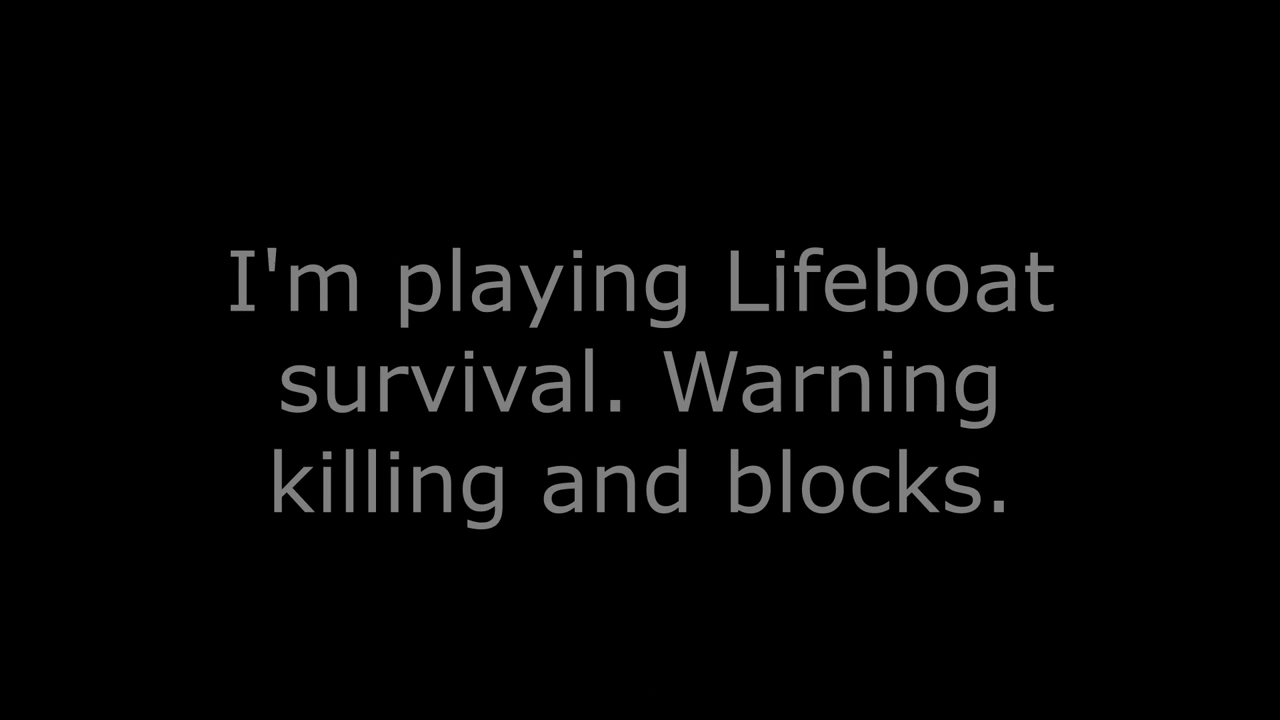 I'm playing Lifeboat
survival. Warning
killing and blocks.